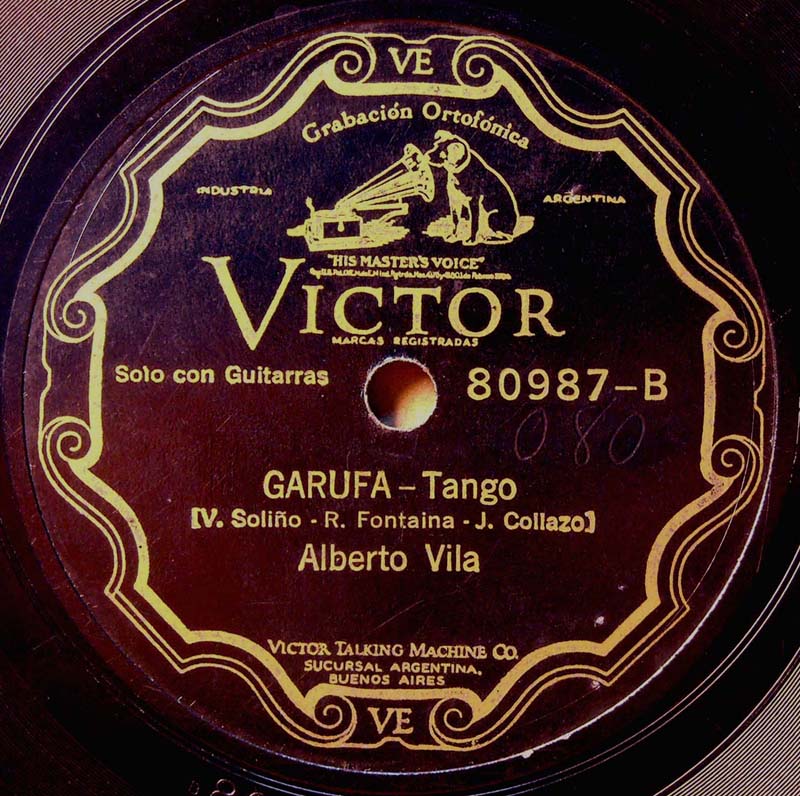 VE
Grabación Ortofónica
INDUSTRIA ARGENTINA
"HIS MASTER'S VOICE"
VICTOR
MARCAS REGISTRADAS
Solo con Guitarras 80987-B
080
GARUFA - Tango
[V. Soliño - R. Fontaina - J. Collazo]
Alberto Vila
VICTOR TALKING MACHINE CO.
SUCURSAL ARGENTINA,
BUENOS AIRES
VE